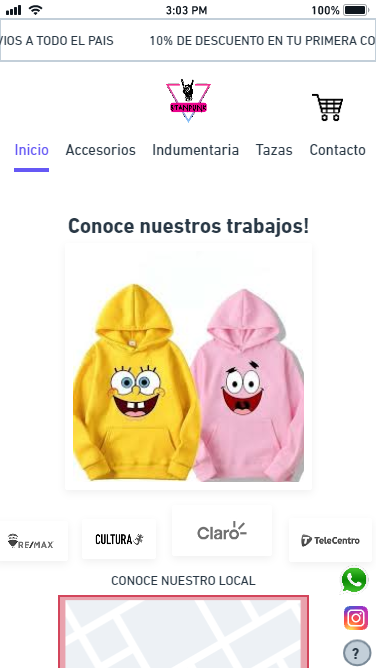 3:03 PM 100%
VIOS A TODO EL PAIS 10% DE DESCUENTO EN TU PRIMERA CO
STANPUNK
Inicio Accesorios Indumentaria Tazas Contacto
Conoce nuestros trabajos!
RE/MAX CULTURA Claro TeleCentro
CONOCE NUESTRO LOCAL
?